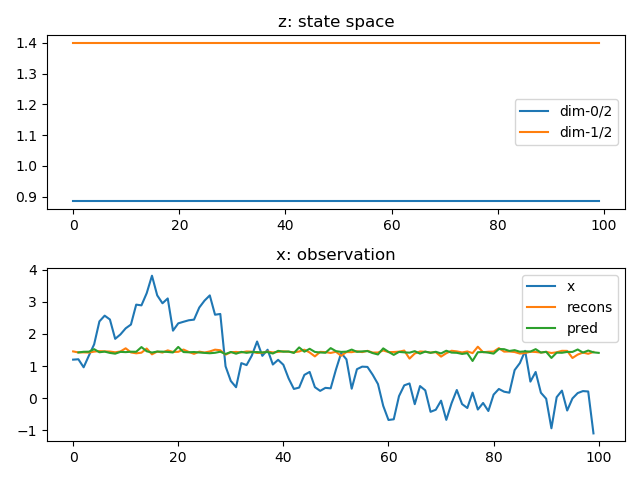 z: state space
1.4
1.3
1.2
1.1
1.0
0.9
dim-0/2
dim-1/2
0 20 40 60 80 100
x: observation
4
3
2
1
0
−1
x
recons
pred
0 20 40 60 80 100